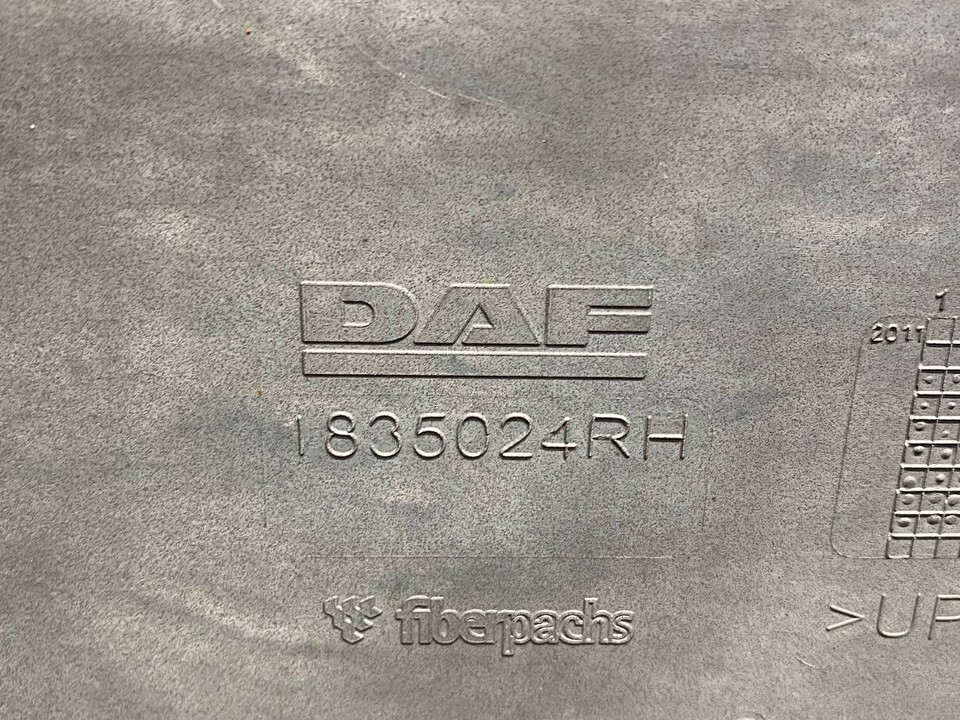 DAF
1835024RH
fiberpachs
1
2011
>UP